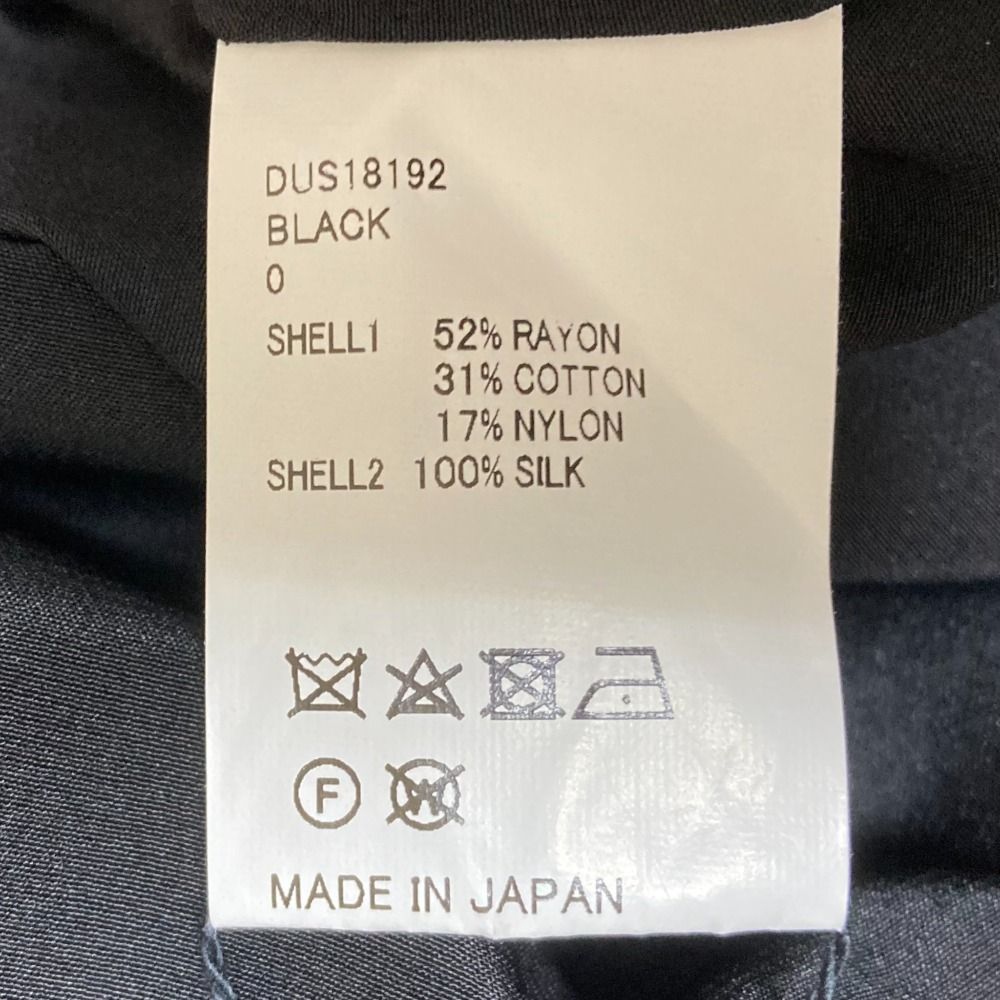 DUS18192
BLACK
0
SHELL1 52% RAYON
31% COTTON
17% NYLON
SHELL2 100% SILK
F W
MADE IN JAPAN